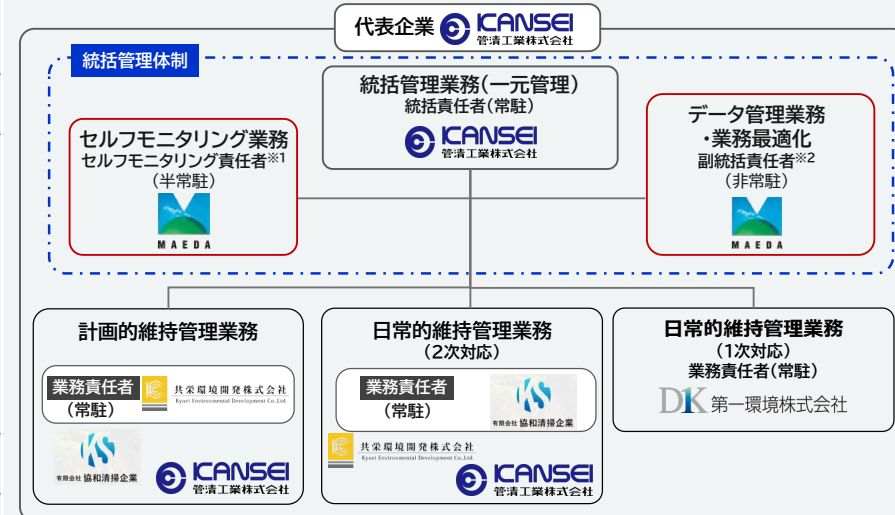 代表企業 KANSEI
管清工業株式会社
統括管理体制
統括管理業務(一元管理)
統括責任者(常駐)
KANSEI
管清工業株式会社
セルフモニタリング業務
セルフモニタリング責任者※1
(半常駐)
MAEDA
データ管理業務
・業務最適化
副統括責任者※2
(非常駐)
MAEDA
計画的維持管理業務
業務責任者
(常駐)
共栄環境開発株式会社
Kyoei Environmental Development Co.,Ltd.
KS
有限会社 協和清掃企業
KANSEI
管清工業株式会社
日常的維持管理業務
(2次対応)
業務責任者
(常駐)
KS
有限会社 協和清掃企業
共栄環境開発株式会社
Kyoei Environmental Development Co.,Ltd.
KANSEI
管清工業株式会社
日常的維持管理業務
(1次対応)
業務責任者(常駐)
DK 第一環境株式会社